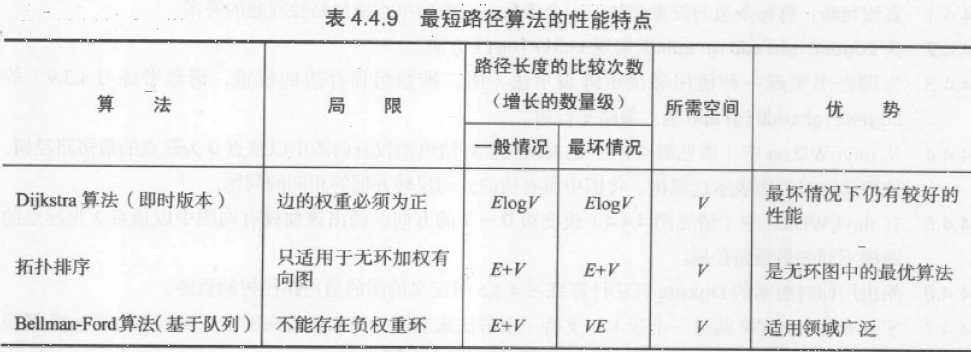 表 4.4.9 最短路径算法的性能特点
算 法 局 限 路径长度的比较次数（增长的数量级） 所需空间 优 势
一般情况 最坏情况
Dijkstra 算法（即时版本） 边的权重必须为正 ElogV ElogV V 最坏情况下仍有较好的性能
拓扑排序 只适用于无环加权有向图 E+V E+V V 是无环图中的最优算法
Bellman-Ford算法(基于队列) 不能存在负权重环 E+V VE V 适用领域广泛